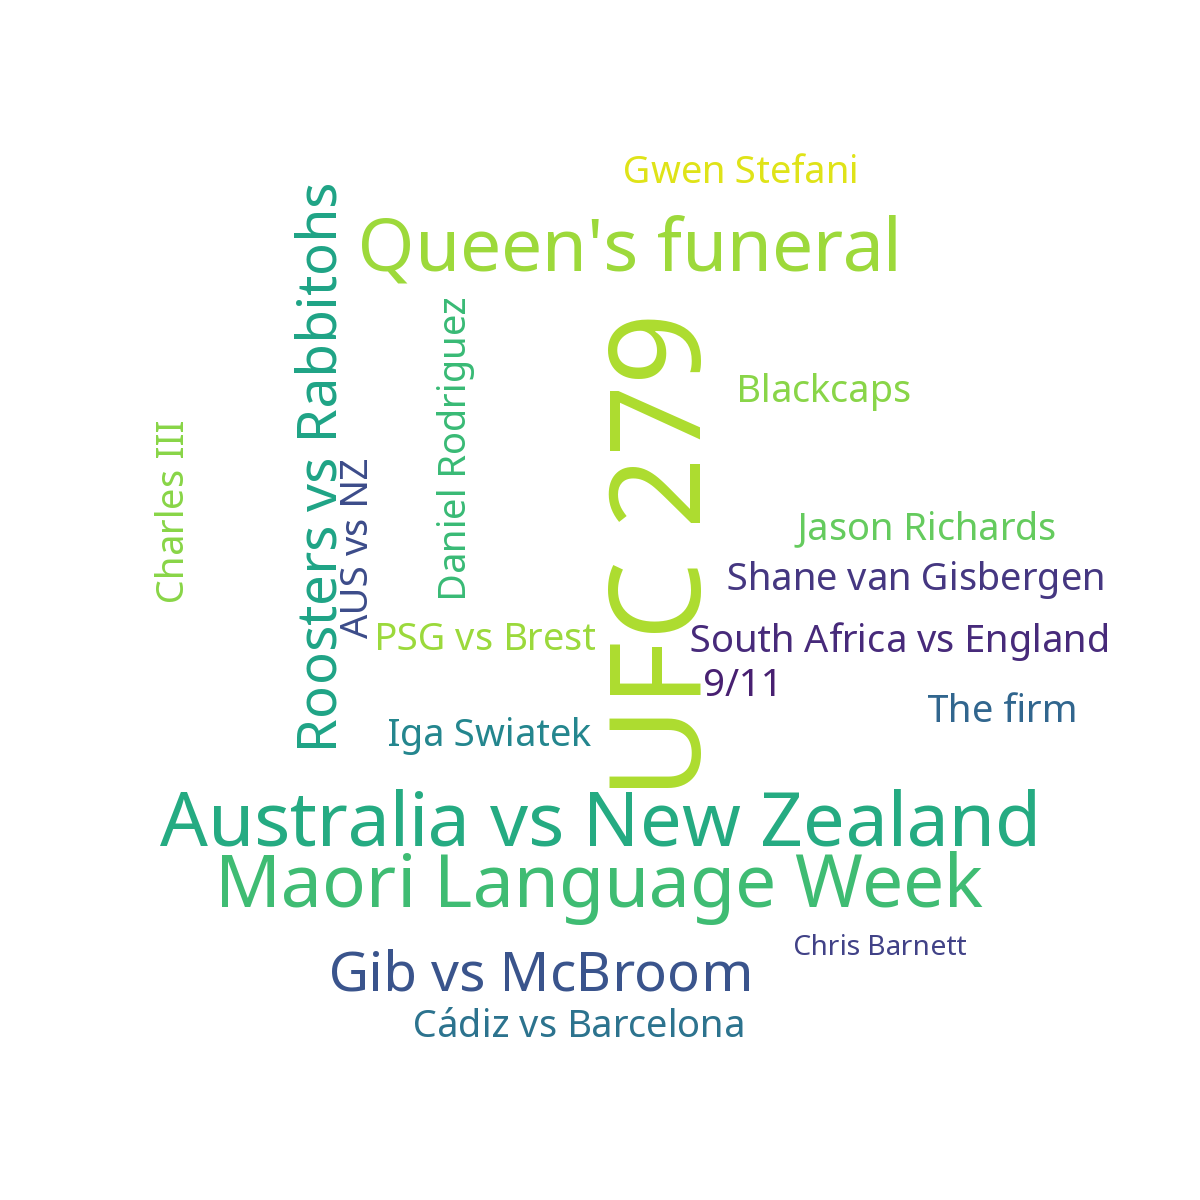 Gwen Stefani
Queen's funeral
Roosters vs Rabbitohs
Daniel Rodriguez
UFC 279
Blackcaps
Charles III
AUS vs NZ
Jason Richards
Shane van Gisbergen
PSG vs Brest
South Africa vs England
9/11
The firm
Iga Swiatek
Australia vs New Zealand
Maori Language Week
Chris Barnett
Gib vs McBroom
Cádiz vs Barcelona